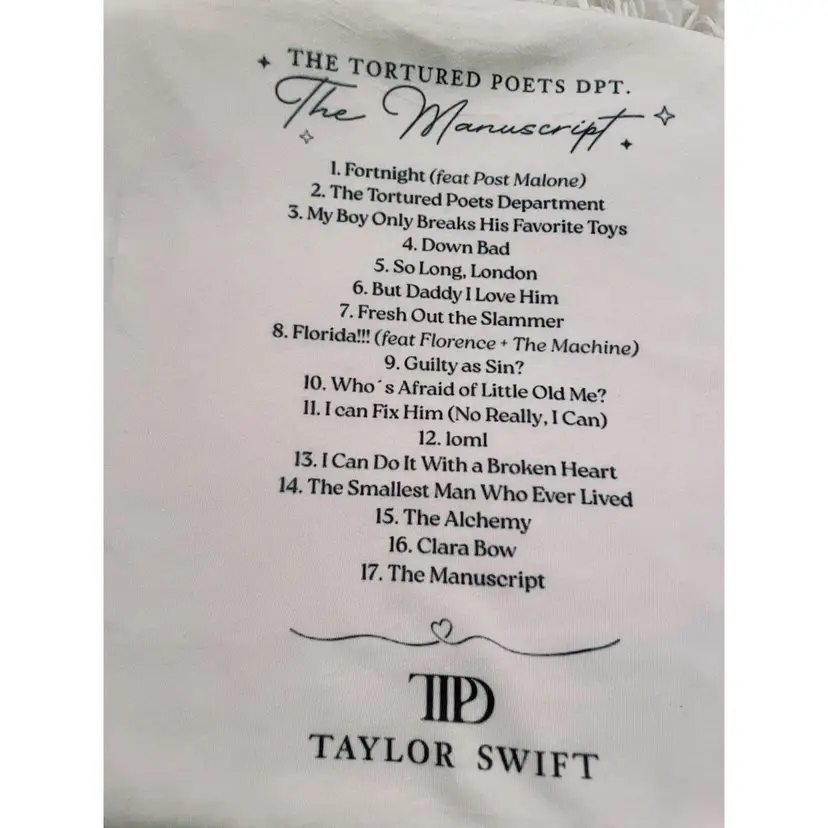 THE TORTURED POETS DPT.
The Manuscript
1. Fortnight (feat Post Malone)
2. The Tortured Poets Department
3. My Boy Only Breaks His Favorite Toys
4. Down Bad
5. So Long, London
6. But Daddy I Love Him
7. Fresh Out the Slammer
8. Florida!!! (feat Florence + The Machine)
9. Guilty as Sin?
10. Who´s Afraid of Little Old Me?
11. I can Fix Him (No Really, I Can)
12. loml
13. I Can Do It With a Broken Heart
14. The Smallest Man Who Ever Lived
15. The Alchemy
16. Clara Bow
17. The Manuscript
TTPD
TAYLOR SWIFT